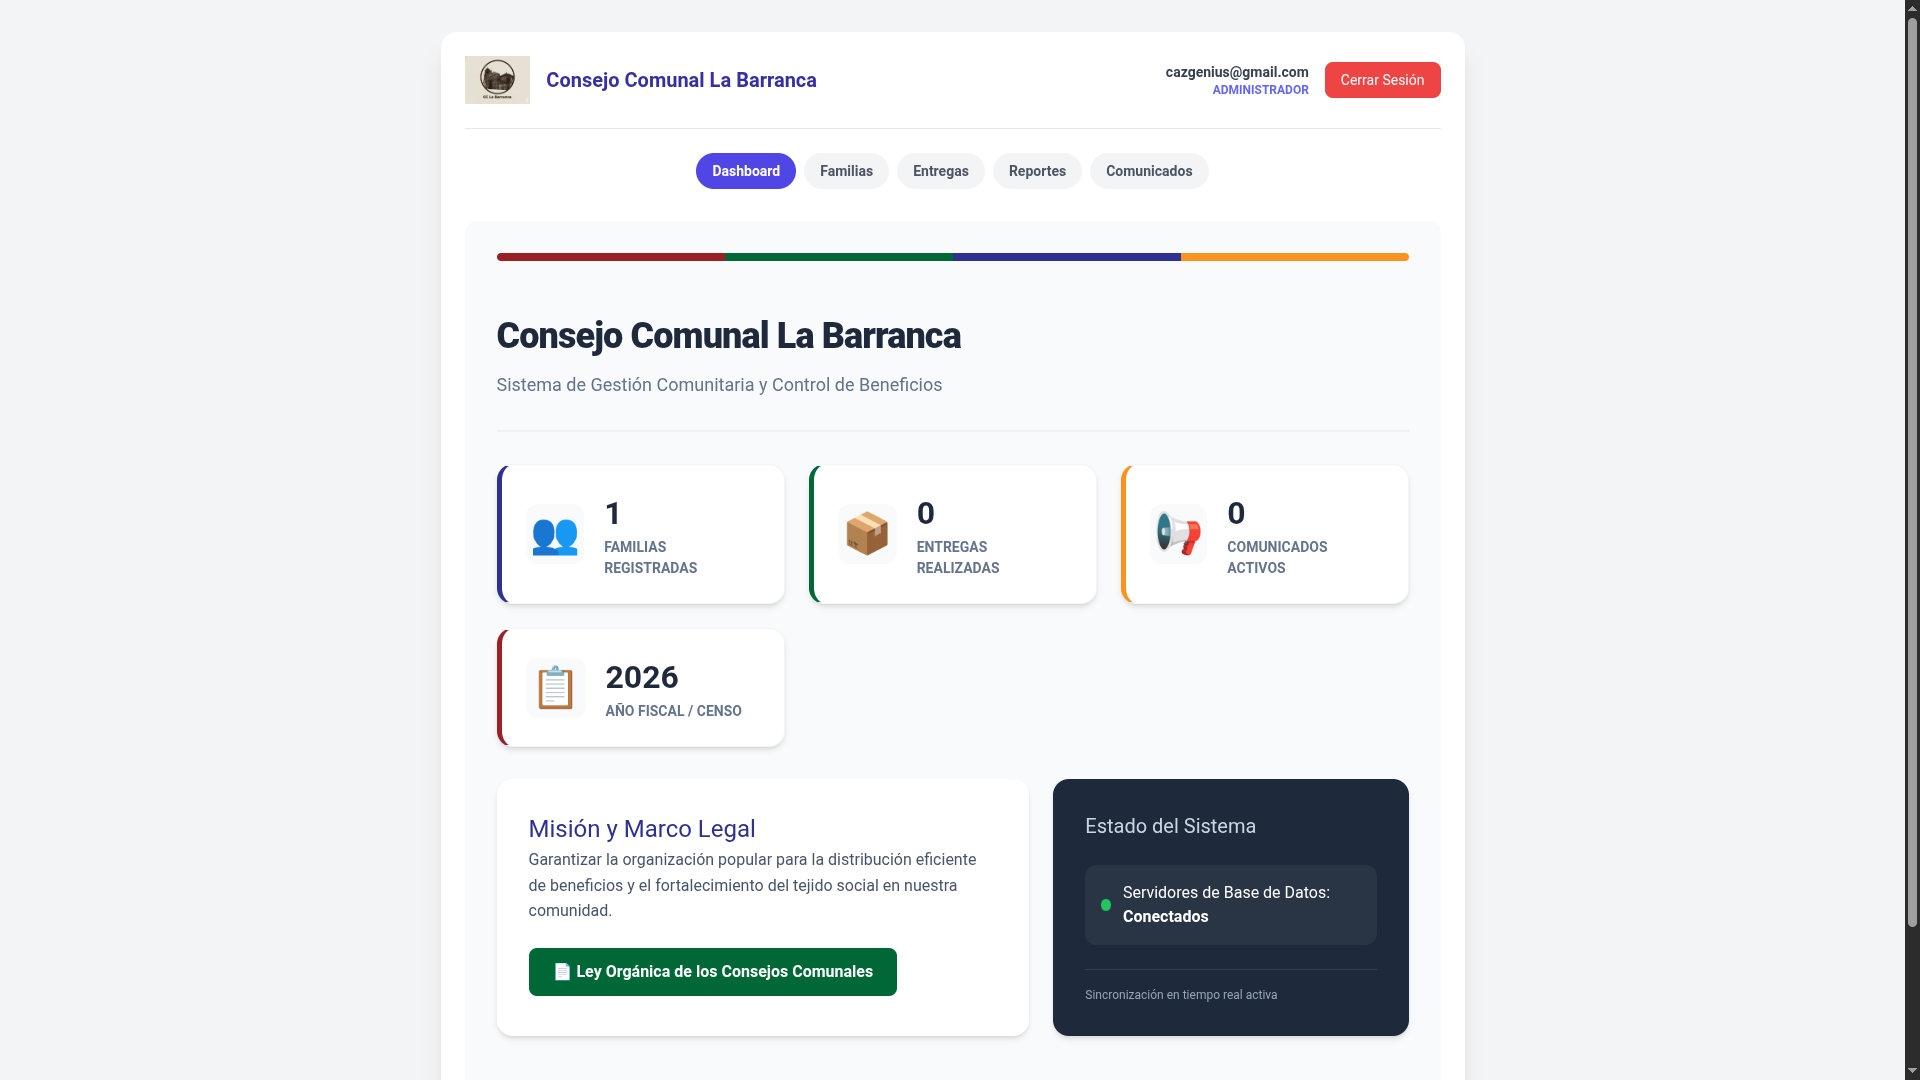 CC La Barranca
Consejo Comunal La Barranca
cazgenius@gmail.com
ADMINISTRADOR
Cerrar Sesión
Dashboard
Familias
Entregas
Reportes
Comunicados
Consejo Comunal La Barranca
Sistema de Gestión Comunitaria y Control de Beneficios
1
FAMILIAS
REGISTRADAS
0
ENTREGAS
REALIZADAS
0
COMUNICADOS
ACTIVOS
2026
AÑO FISCAL / CENSO
Misión y Marco Legal
Garantizar la organización popular para la distribución eficiente
de beneficios y el fortalecimiento del tejido social en nuestra
comunidad.
Ley Orgánica de los Consejos Comunales
Estado del Sistema
Servidores de Base de Datos:
Conectados
Sincronización en tiempo real activa